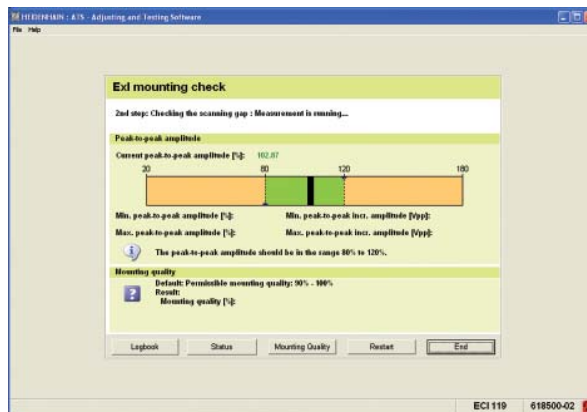 HEIDENHAIN : ATS - Adjusting and Testing Software
File Help
ExI mounting check
2nd step: Checking the scanning gap : Measurement is running...
Peak-to-peak amplitude
Current peak-to-peak amplitude [%]: 102.87
20 80 120 180
Min. peak-to-peak amplitude [%]: Min. peak-to-peak incr. amplitude [Vpp]:
Max. peak-to-peak amplitude [%]: Max. peak-to-peak incr. amplitude [Vpp]:
The peak-to-peak amplitude should be in the range 80% to 120%.
Mounting quality
Default: Permissible mounting quality: 90% - 100%
Result:
Mounting quality [%]:
Logbook Status Mounting Quality Restart End
ECI 119 618500-02